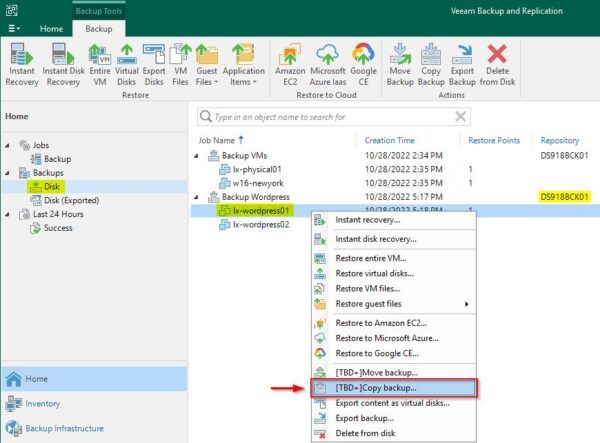 Backup Tools
Veeam Backup and Replication
Home
Backup
Instant Recovery
Instant Disk Recovery
Entire VM
Virtual Disks
Export Disks
VM Files
Guest Files
Application Items
Amazon EC2
Microsoft Azure Iaas
Google CE
Move Backup
Copy Backup
Export Backup
Delete from Disk
Restore
Restore to Cloud
Actions
Home
Jobs
Backup
Backups
Disk
Disk (Exported)
Last 24 Hours
Success
Type in an object name to search for
Job Name Creation Time Restore Points Repository
Backup VMs 10/28/2022 2:34 PM DS918BCK01
lx-physical01 10/28/2022 2:35 PM 1
w16-newyork 10/28/2022 2:35 PM 1
Backup Wordpress 10/28/2022 5:17 PM DS918BCK01
lx-wordpress01 10/28/2022 5:18 PM 1
lx-wordpress02
Instant recovery...
Instant disk recovery...
Restore entire VM...
Restore virtual disks...
Restore VM files...
Restore guest files
Restore to Amazon EC2...
Restore to Microsoft Azure...
Restore to Google CE...
[TBD+]Move backup...
[TBD+]Copy backup...
Export content as virtual disks...
Export backup...
Delete from disk
Home
Inventory
Backup Infrastructure